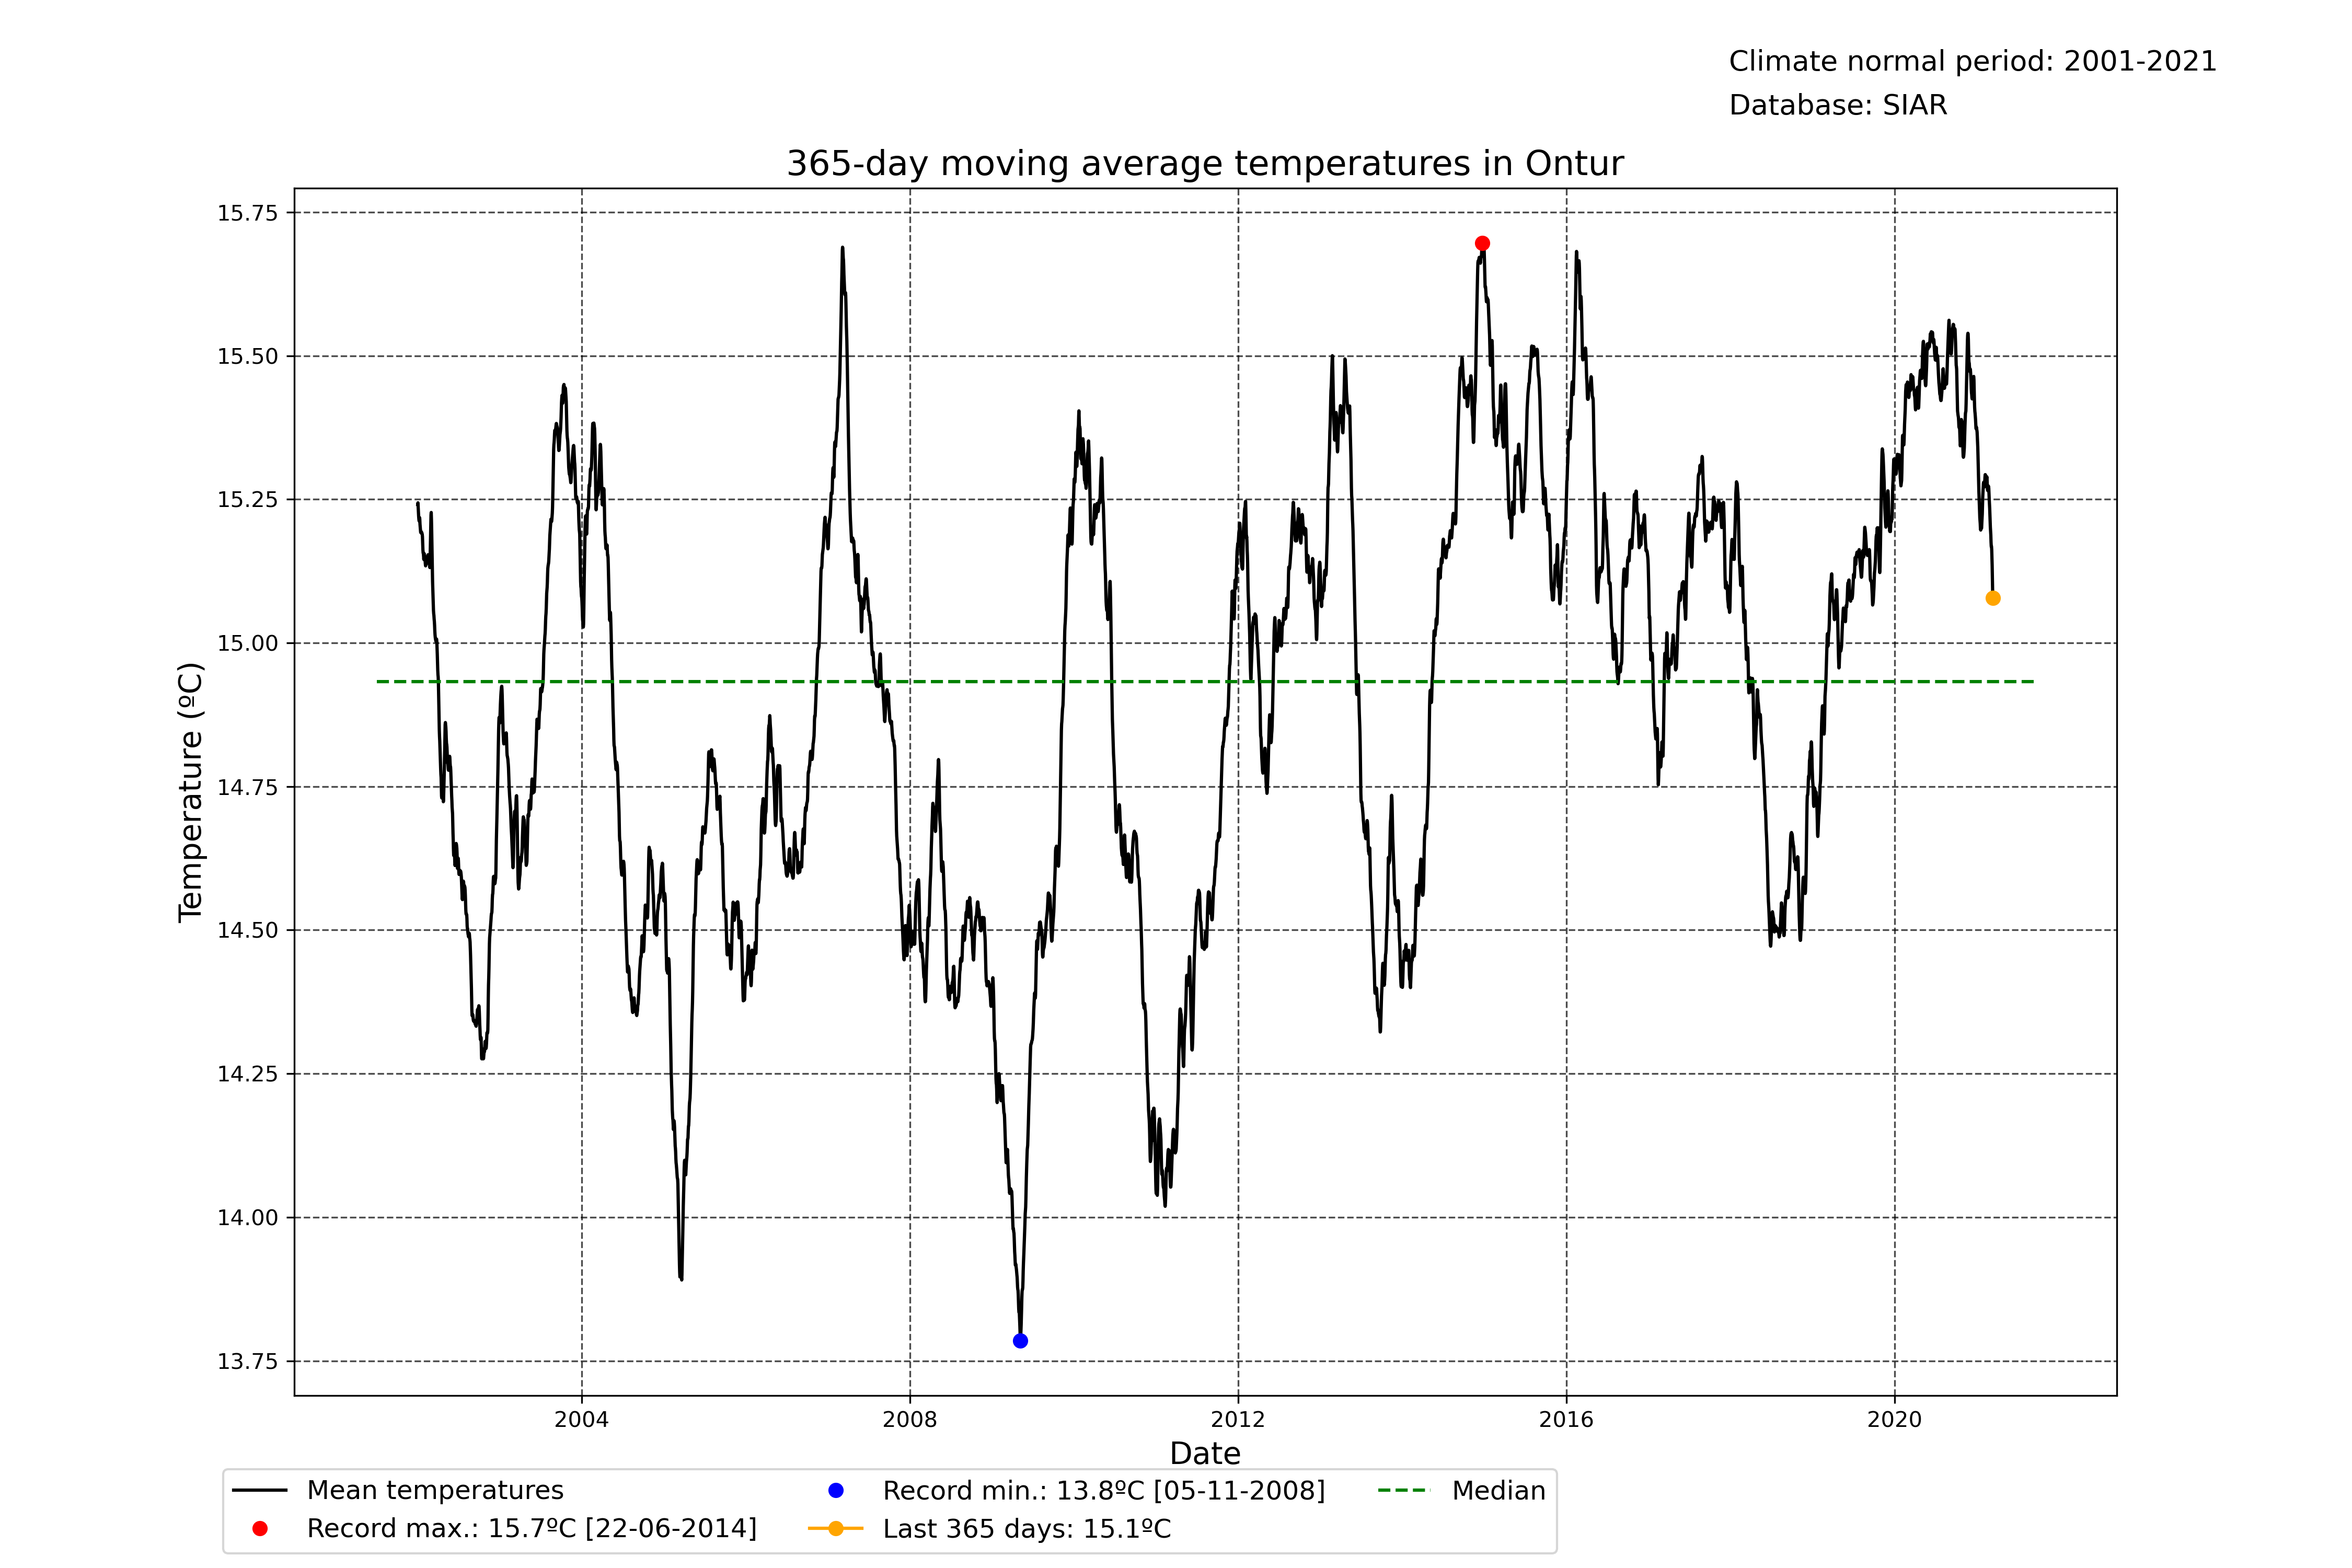 Climate normal period: 2001-2021
Database: SIAR
365-day moving average temperatures in Ontur
15.75
15.50
15.25
15.00
14.75
14.50
14.25
14.00
13.75
Temperature (ºC)
2004 2008 2012 2016 2020
Date
Mean temperatures
Record max.: 15.7ºC [22-06-2014]
Record min.: 13.8ºC [05-11-2008]
Last 365 days: 15.1ºC
Median